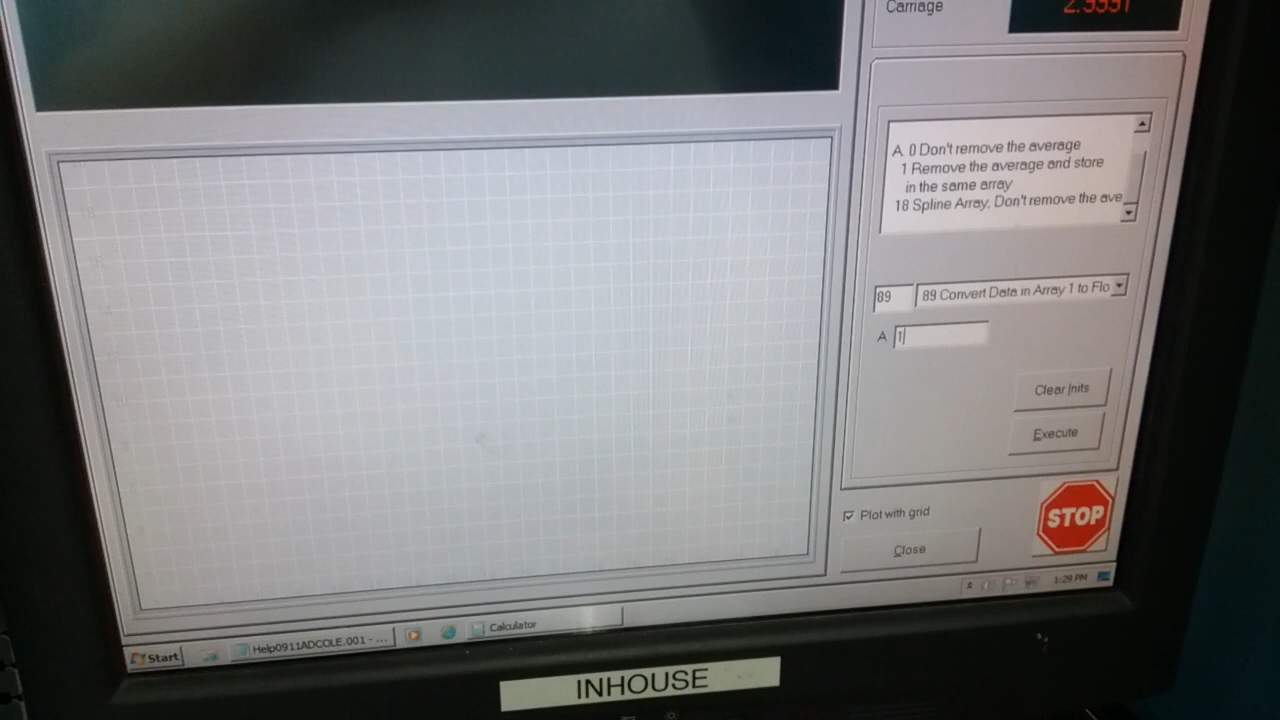 Carriage
2.9991
A. 0 Don't remove the average
1 Remove the average and store
in the same array
18 Spline Array, Don't remove the ave
89
89 Convert Data in Array 1 to Flo
A
1
Clear Inits
Execute
Plot with grid
STOP
Close
1:29 PM
Start
Help0911ADCOLE.001 - ...
Calculator
INHOUSE